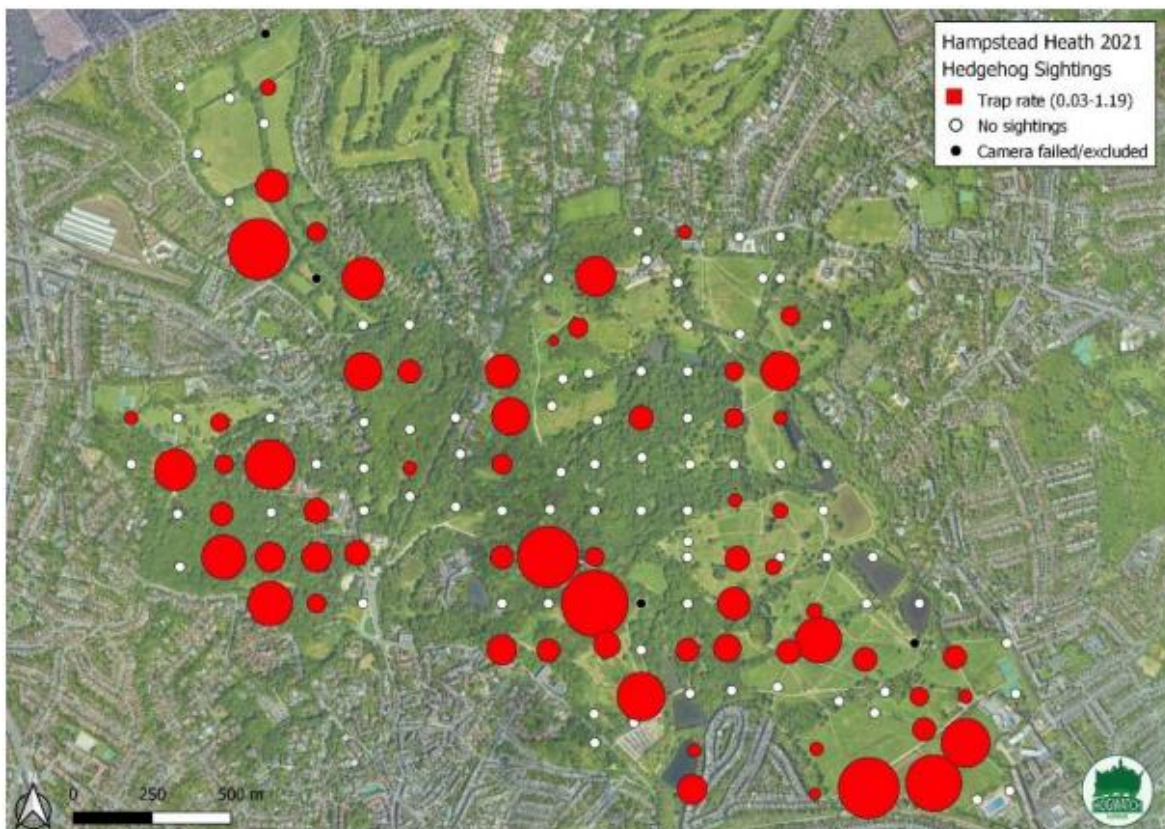 Hampstead Heath 2021
Hedgehog Sightings
Trap rate (0.03-1.19)
No sightings
Camera failed/excluded
0 250 500 m
HOGWATCH